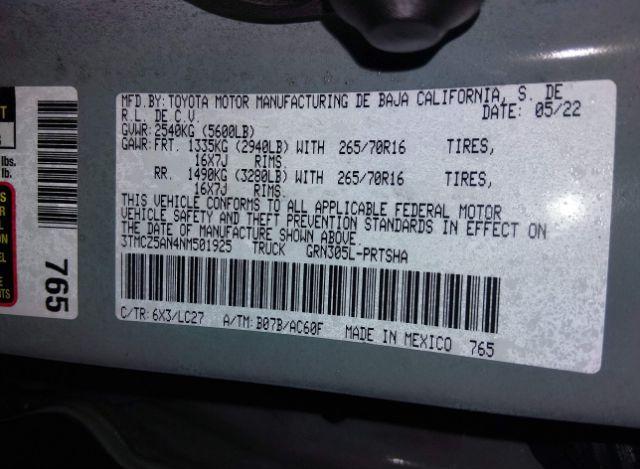 MFD.BY: TOYOTA MOTOR MANUFACTURING DE BAJA CALIFORNIA, S. DE
R.L. DE C.V. DATE: 05/22
GVWR: 2540KG (5600LB)
GAWR: FRT. 1335KG (2940LB) WITH 265/70R16 TIRES,
16X7J RIMS.
RR. 1490KG (3280LB) WITH 265/70R16 TIRES,
16X7J RIMS.
THIS VEHICLE CONFORMS TO ALL APPLICABLE FEDERAL MOTOR
VEHICLE SAFETY AND THEFT PREVENTION STANDARDS IN EFFECT ON
THE DATE OF MANUFACTURE SHOWN ABOVE.
3TMCZ5AN4NM501925 TRUCK GRN305L-PRTSHA
C/TR: 6X3/LC27 A/TM: B07B/AC60F MADE IN MEXICO 765
765
lbs.
lb.